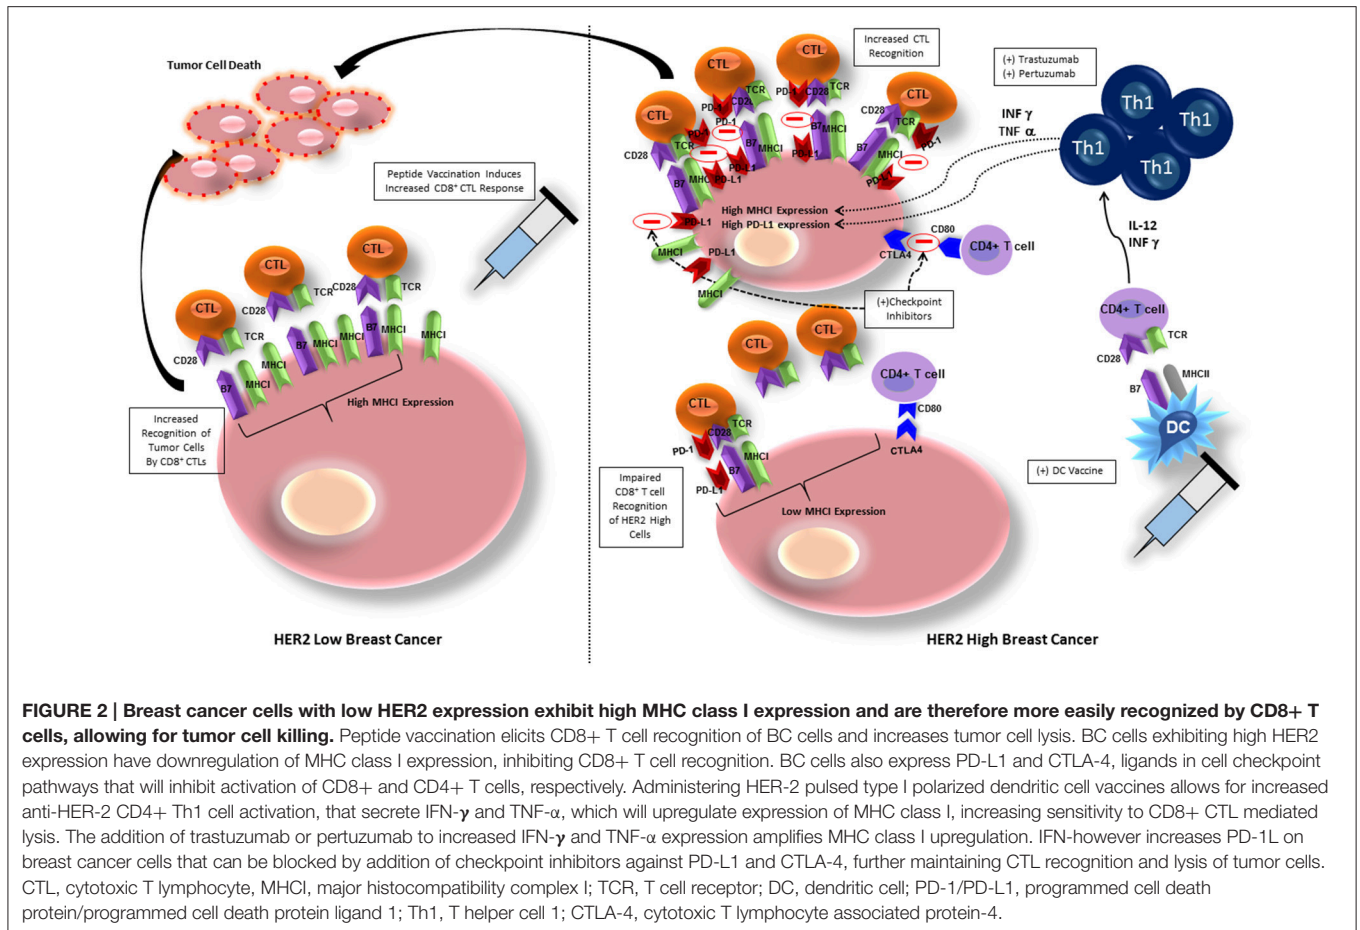 Tumor Cell Death
Peptide Vaccination Induces
Increased CD8⁺ CTL Response
CTL
CTL
CTL
TCR
CD28
TCR
CD28
TCR
CD28
B7
MHCI
MHCI
B7
MHCI
MHCI
B7
MHCI
MHCI
High MHCI Expression
Increased
Recognition of
Tumor Cells
By CD8⁺ CTLs
HER2 Low Breast Cancer
Increased CTL
Recognition
CTL
CTL
CTL
CTL
TCR
CD28
PD-1
PD-1
CD28
TCR
CD28
TCR
PD-1
PD-1
TCR
CD28
PD-1
B7
MHCI
B7
MHCI
B7
MHCI
B7
MHCI
PD-L1
PD-L1
PD-L1
PD-L1
High MHCI Expression
High PD-L1 expression
PD-L1
MHCI
PD-L1
MHCI
CTLA4
CD80
CD4+ T cell
(+)Checkpoint
Inhibitors
(+) Trastuzumab
(+) Pertuzumab
INF γ
TNF α
Th1
Th1
Th1
Th1
IL-12
INF γ
CD4+ T cell
TCR
CD28
MHCII
B7
DC
(+) DC Vaccine
CTL
CTL
CTL
CD4+ T cell
CD80
CTLA4
TCR
CD28
PD-1
MHCI
B7
PD-L1
Low MHCI Expression
Impaired
CD8⁺ T cell
Recognition
of HER2 High
Cells
HER2 High Breast Cancer
FIGURE 2 | Breast cancer cells with low HER2 expression exhibit high MHC class I expression and are therefore more easily recognized by CD8+ T
cells, allowing for tumor cell killing. Peptide vaccination elicits CD8+ T cell recognition of BC cells and increases tumor cell lysis. BC cells exhibiting high HER2
expression have downregulation of MHC class I expression, inhibiting CD8+ T cell recognition. BC cells also express PD-L1 and CTLA-4, ligands in cell checkpoint
pathways that will inhibit activation of CD8+ and CD4+ T cells, respectively. Administering HER-2 pulsed type I polarized dendritic cell vaccines allows for increased
anti-HER-2 CD4+ Th1 cell activation, that secrete IFN-γ and TNF-α, which will upregulate expression of MHC class I, increasing sensitivity to CD8+ CTL mediated
lysis. The addition of trastuzumab or pertuzumab to increased IFN-γ and TNF-α expression amplifies MHC class I upregulation. IFN-however increases PD-1L on
breast cancer cells that can be blocked by addition of checkpoint inhibitors against PD-L1 and CTLA-4, further maintaining CTL recognition and lysis of tumor cells.
CTL, cytotoxic T lymphocyte, MHCI, major histocompatibility complex I; TCR, T cell receptor; DC, dendritic cell; PD-1/PD-L1, programmed cell death
protein/programmed cell death protein ligand 1; Th1, T helper cell 1; CTLA-4, cytotoxic T lymphocyte associated protein-4.